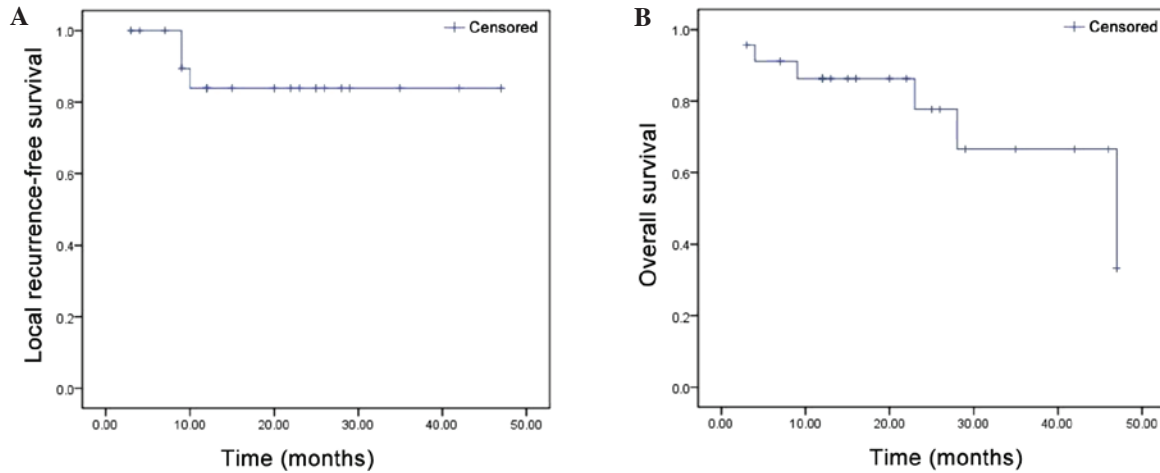 A
Local recurrence-free survival
1.0
0.8
0.6
0.4
0.2
0.0
Censored
0.00 10.00 20.00 30.00 40.00 50.00
Time (months)
B
Overall survival
1.0
0.8
0.6
0.4
0.2
0.0
Censored
0.00 10.00 20.00 30.00 40.00 50.00
Time (months)